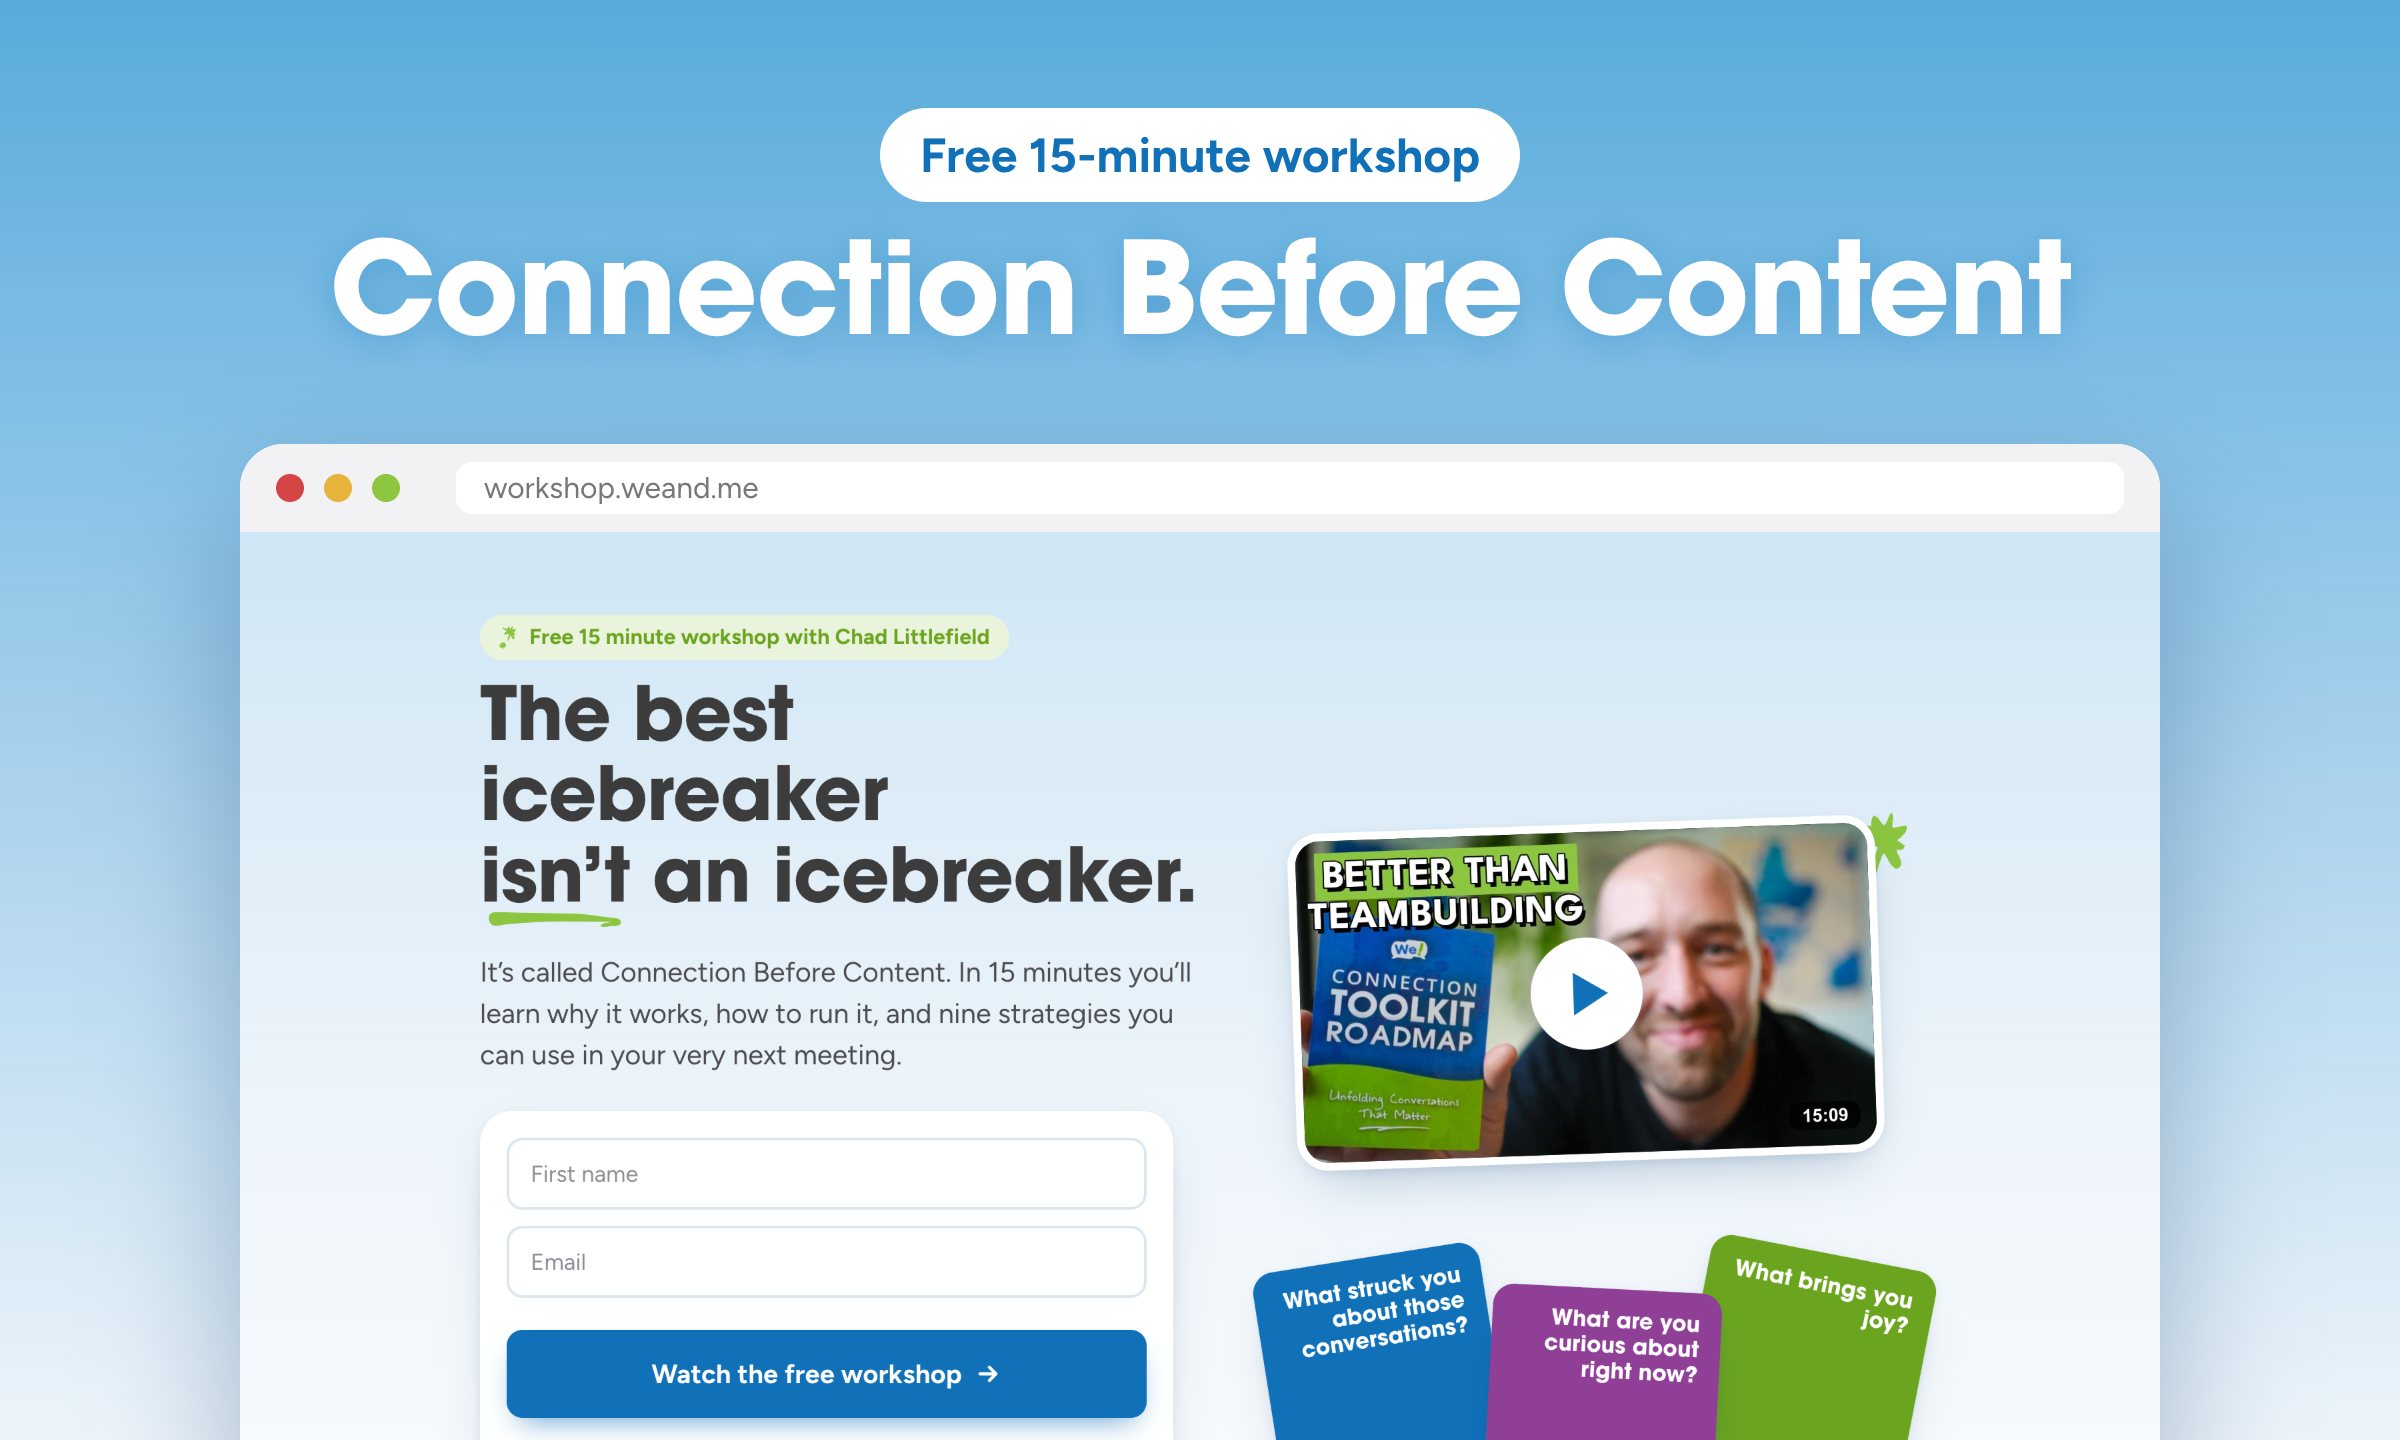 Free 15-minute workshop
Connection Before Content
workshop.weand.me
Free 15 minute workshop with Chad Littlefield
The best
icebreaker
isn’t an icebreaker.
It’s called Connection Before Content. In 15 minutes you’ll
learn why it works, how to run it, and nine strategies you
can use in your very next meeting.
First name
Email
Watch the free workshop →
BETTER THAN
TEAMBUILDING
We!
CONNECTION
TOOLKIT
ROADMAP
Unfolding Conversations
That Matter
15:09
What struck you
about those
conversations?
What are you
curious about
right now?
What brings you
joy?